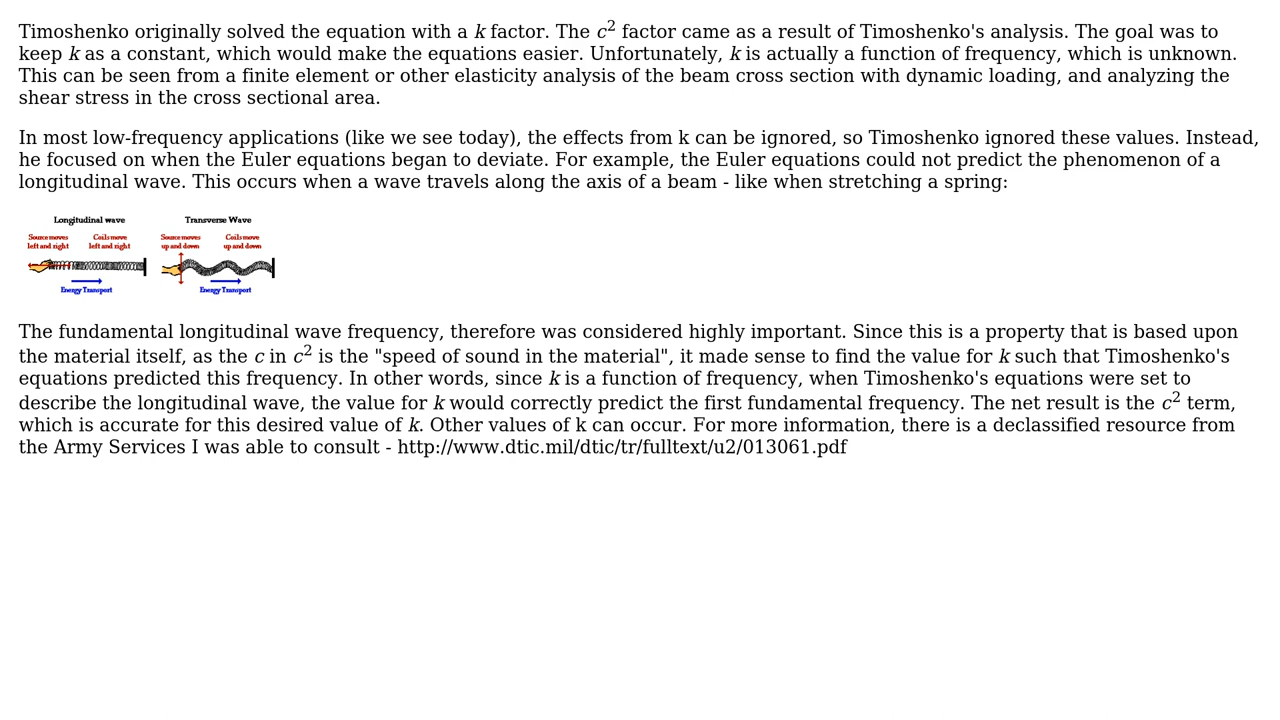 Timoshenko originally solved the equation with a k factor. The c² factor came as a result of Timoshenko's analysis. The goal was to
keep k as a constant, which would make the equations easier. Unfortunately, k is actually a function of frequency, which is unknown.
This can be seen from a finite element or other elasticity analysis of the beam cross section with dynamic loading, and analyzing the
shear stress in the cross sectional area.
In most low-frequency applications (like we see today), the effects from k can be ignored, so Timoshenko ignored these values. Instead,
he focused on when the Euler equations began to deviate. For example, the Euler equations could not predict the phenomenon of a
longitudinal wave. This occurs when a wave travels along the axis of a beam - like when stretching a spring:
Longitudinal wave
Source moves
left and right
Coils move
left and right
Energy Transport
Transverse Wave
Source moves
up and down
Coils move
up and down
Energy Transport
The fundamental longitudinal wave frequency, therefore was considered highly important. Since this is a property that is based upon
the material itself, as the c in c² is the "speed of sound in the material", it made sense to find the value for k such that Timoshenko's
equations predicted this frequency. In other words, since k is a function of frequency, when Timoshenko's equations were set to
describe the longitudinal wave, the value for k would correctly predict the first fundamental frequency. The net result is the c² term,
which is accurate for this desired value of k. Other values of k can occur. For more information, there is a declassified resource from
the Army Services I was able to consult - http://www.dtic.mil/dtic/tr/fulltext/u2/013061.pdf